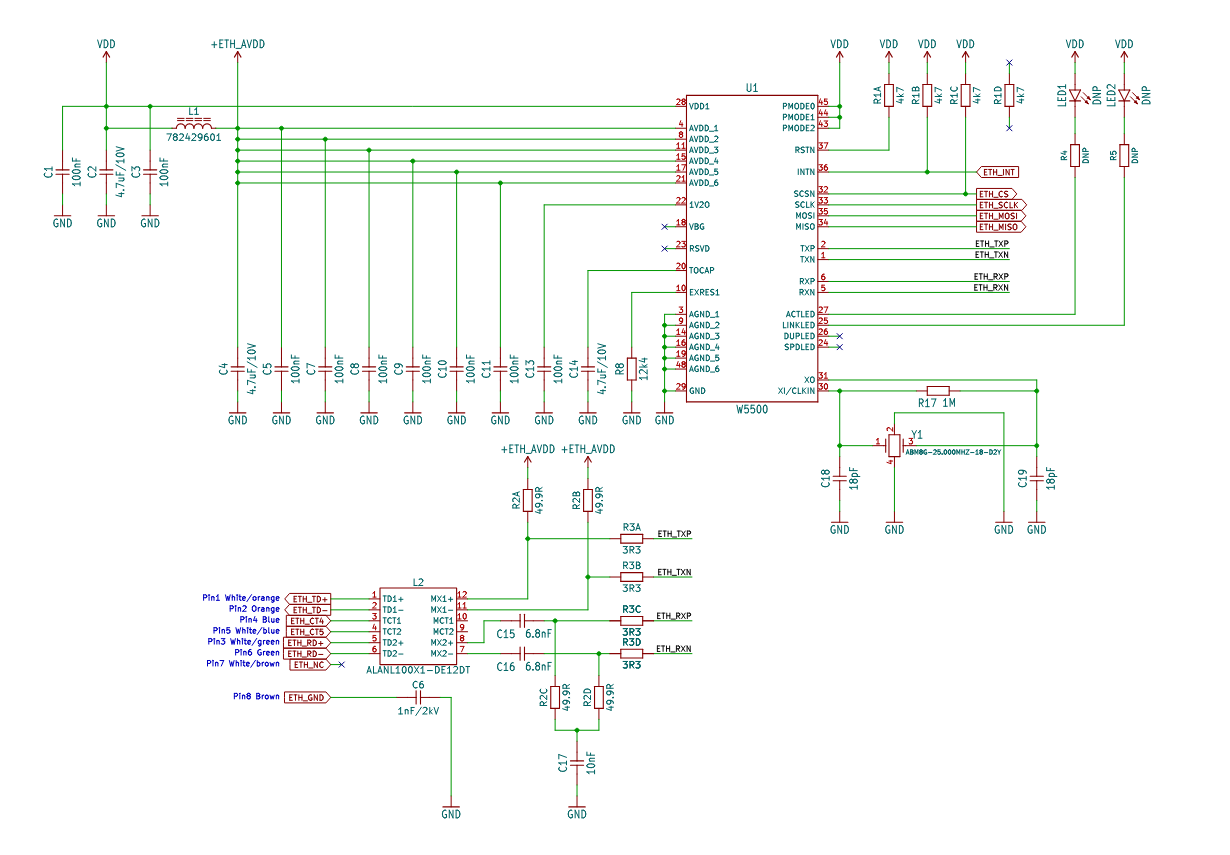 VDD
+ETH_AVDD
VDD
VDD
VDD
VDD
VDD
VDD
L1
782429601
C1
100nF
C2
4.7uF/10V
C3
100nF
GND
GND
GND
U1
28 VDD1
4 AVDD_1
8 AVDD_2
11 AVDD_3
15 AVDD_4
17 AVDD_5
21 AVDD_6
22 1V2O
18 VBG
23 RSVD
20 TOCAP
10 EXRES1
3 AGND_1
9 AGND_2
14 AGND_3
16 AGND_4
19 AGND_5
48 AGND_6
29 GND
PMODE0 45
PMODE1 44
PMODE2 43
RSTN 37
INTN 36
SCSN 32
SCLK 33
MOSI 35
MISO 34
TXP 2
TXN 1
RXP 6
RXN 5
ACTLED 27
LINKLED 25
DUPLED 26
SPDLED 24
XO 31
XI/CLKIN 30
W5500
R1A
4k7
R1B
4k7
R1C
4k7
R1D
4k7
LED1
DNP
LED2
DNP
R4
DNP
R5
DNP
ETH_INT
ETH_CS
ETH_SCLK
ETH_MOSI
ETH_MISO
ETH_TXP
ETH_TXN
ETH_RXP
ETH_RXN
C4
4.7uF/10V
C5
100nF
C7
100nF
C8
100nF
C9
100nF
C10
100nF
C11
100nF
C13
100nF
C14
4.7uF/10V
R8
12k4
GND
GND
GND
GND
GND
GND
GND
GND
GND
GND
GND
R17 1M
Y1
1
2
3
4
ABM8G-25.000MHZ-18-D2Y
C18
18pF
C19
18pF
GND
GND
GND
GND
+ETH_AVDD
+ETH_AVDD
R2A
49.9R
R2B
49.9R
R3A
3R3
ETH_TXP
R3B
3R3
ETH_TXN
R3C
3R3
ETH_RXP
R3D
3R3
ETH_RXN
L2
Pin1 White/orange ETH_TD+ 1 TD1+ MX1+ 12
Pin2 Orange ETH_TD- 2 TD1- MX1- 11
Pin4 Blue ETH_CT4 3 TCT1 MCT1 10
Pin5 White/blue ETH_CT5 4 TCT2 MCT2 9
Pin3 White/green ETH_RD+ 5 TD2+ MX2+ 8
Pin6 Green ETH_RD- 6 TD2- MX2- 7
Pin7 White/brown ETH_NC
ALANL100X1-DE12DT
C15 6.8nF
C16 6.8nF
Pin8 Brown ETH_GND
C6
1nF/2kV
R2C
49.9R
R2D
49.9R
C17
10nF
GND
GND